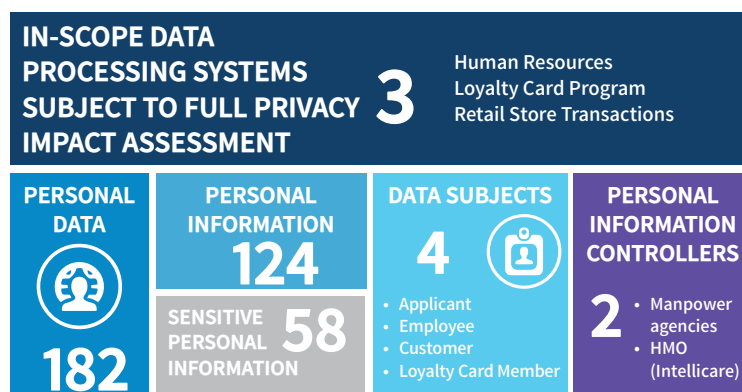 IN-SCOPE DATA
PROCESSING SYSTEMS
SUBJECT TO FULL PRIVACY
IMPACT ASSESSMENT
3
Human Resources
Loyalty Card Program
Retail Store Transactions
PERSONAL
DATA
182
PERSONAL
INFORMATION
124
SENSITIVE
PERSONAL
INFORMATION
58
DATA SUBJECTS
4
• Applicant
• Employee
• Customer
• Loyalty Card Member
PERSONAL
INFORMATION
CONTROLLERS
2
• Manpower
agencies
• HMO
(Intellicare)